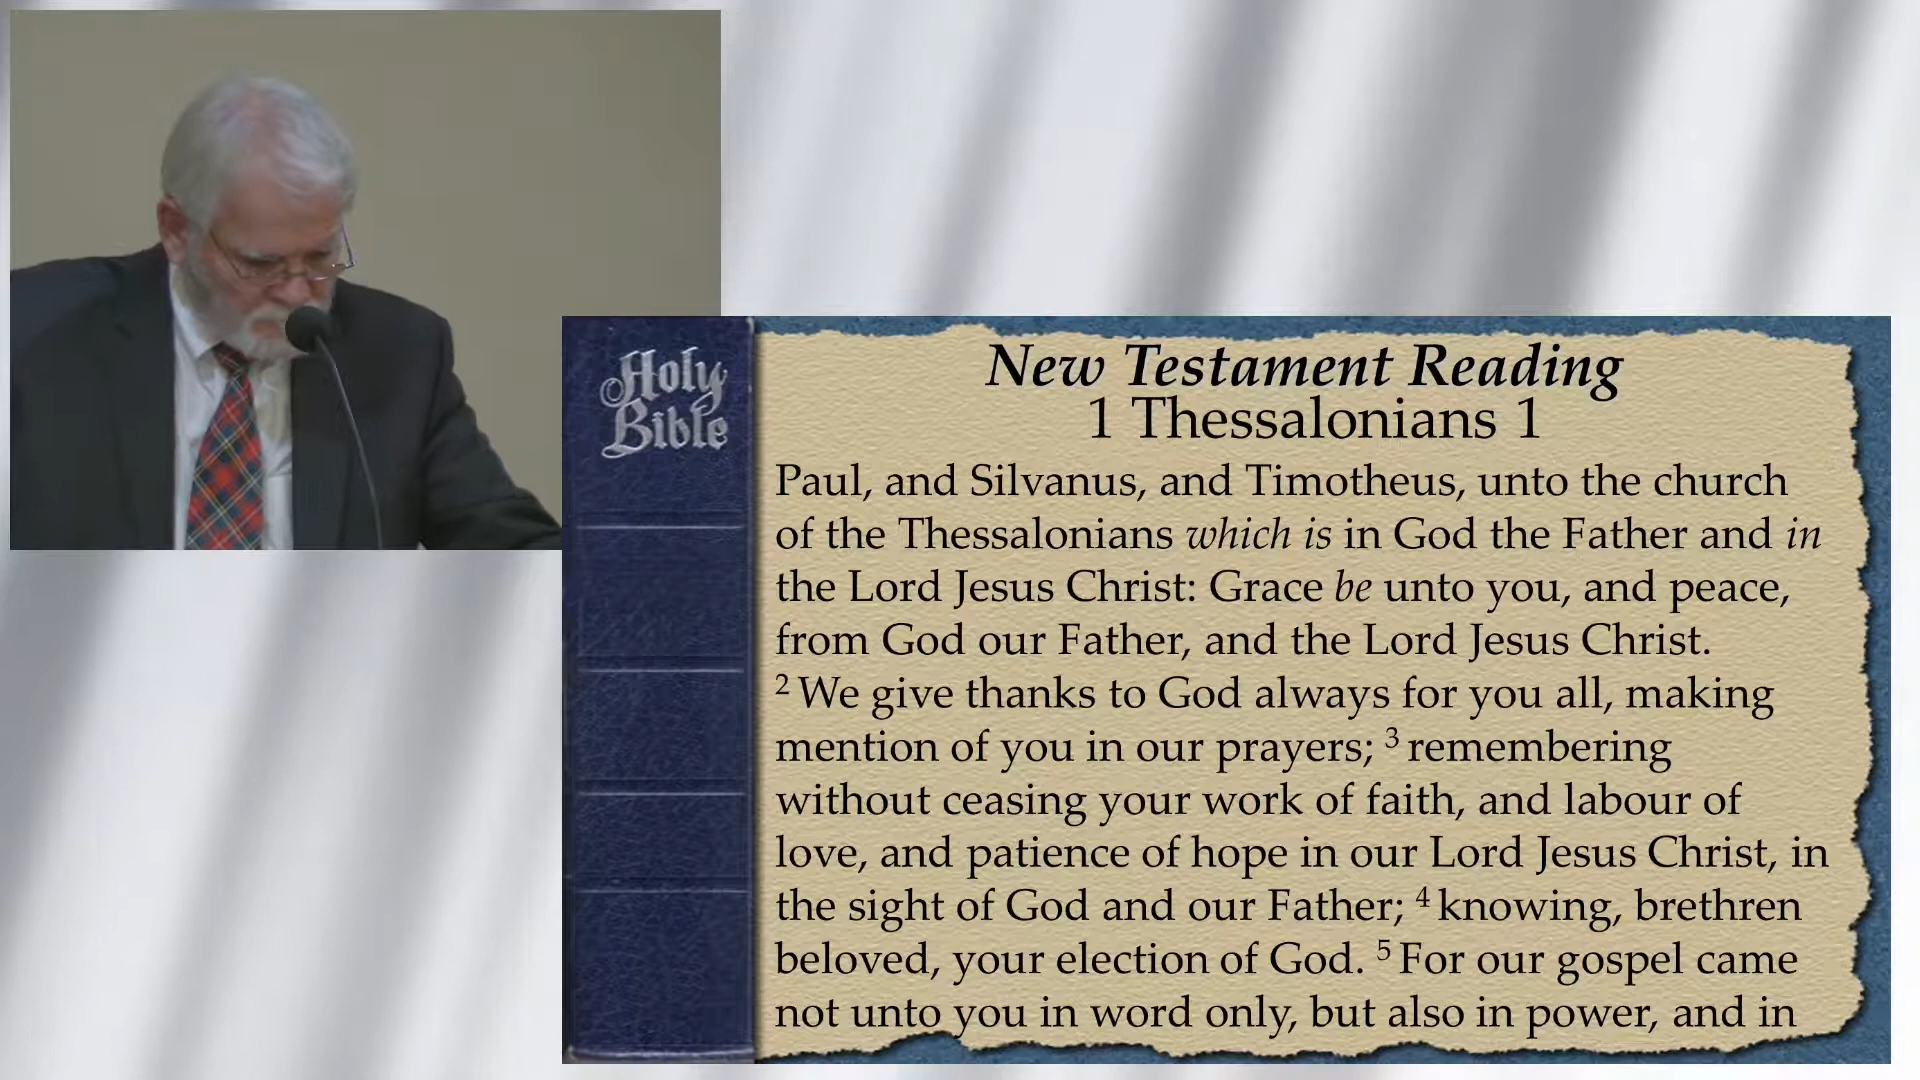 Holy
Bible
New Testament Reading
1 Thessalonians 1
Paul, and Silvanus, and Timotheus, unto the church
of the Thessalonians which is in God the Father and in
the Lord Jesus Christ: Grace be unto you, and peace,
from God our Father, and the Lord Jesus Christ.
2 We give thanks to God always for you all, making
mention of you in our prayers; 3 remembering
without ceasing your work of faith, and labour of
love, and patience of hope in our Lord Jesus Christ, in
the sight of God and our Father; 4 knowing, brethren
beloved, your election of God. 5 For our gospel came
not unto you in word only, but also in power, and in